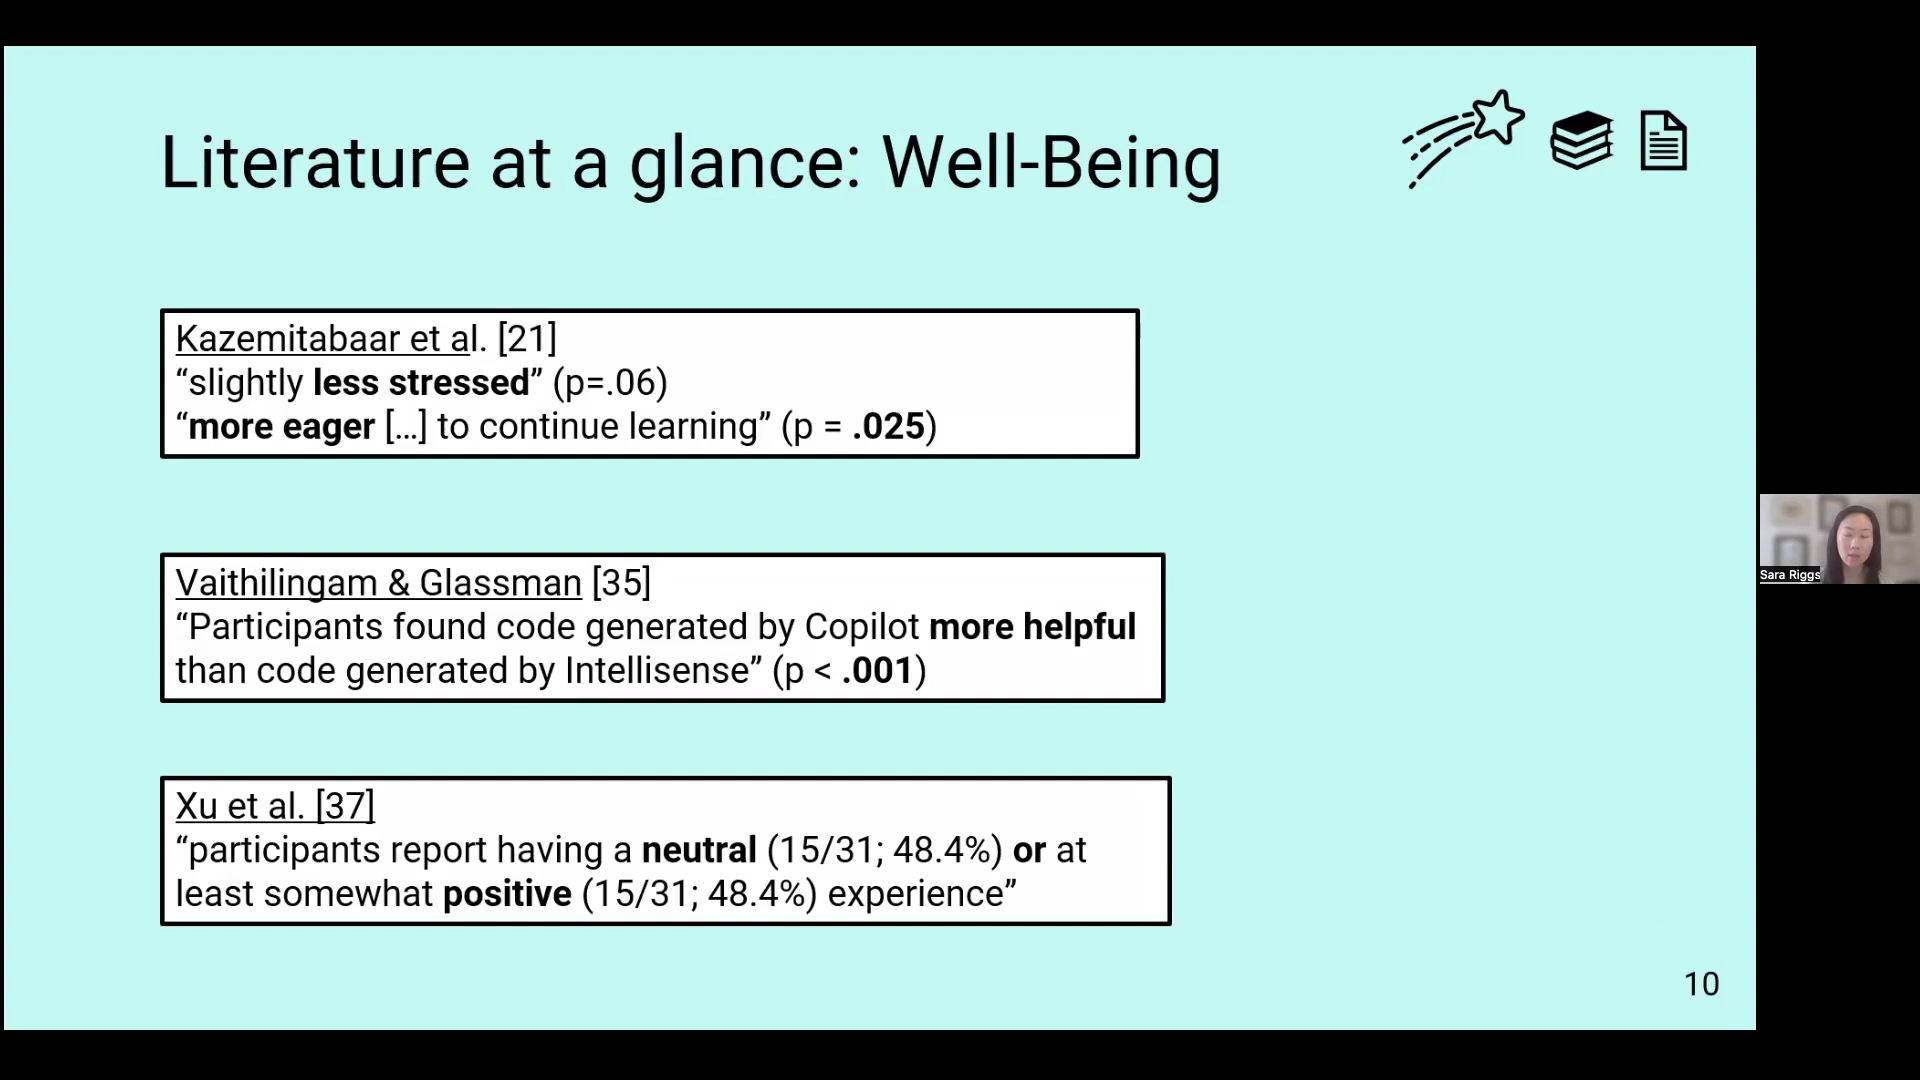 Literature at a glance: Well-Being
Kazemitabaar et al. [21]
“slightly less stressed” (p=.06)
“more eager [...] to continue learning” (p = .025)
Vaithilingam & Glassman [35]
“Participants found code generated by Copilot more helpful
than code generated by Intellisense” (p < .001)
Xu et al. [37]
“participants report having a neutral (15/31; 48.4%) or at
least somewhat positive (15/31; 48.4%) experience”
Sara Riggs
10